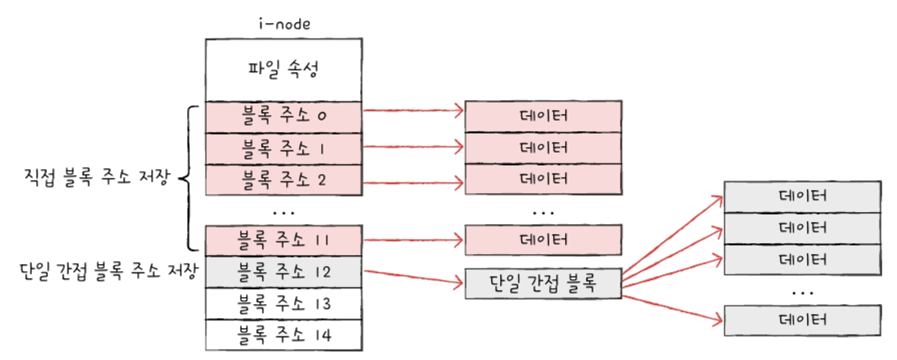 i-node
파일 속성
블록 주소 0
데이터
블록 주소 1
데이터
블록 주소 2
데이터
직접 블록 주소 저장
...
...
블록 주소 11
데이터
단일 간접 블록 주소 저장
블록 주소 12
단일 간접 블록
블록 주소 13
블록 주소 14
데이터
데이터
데이터
...
데이터